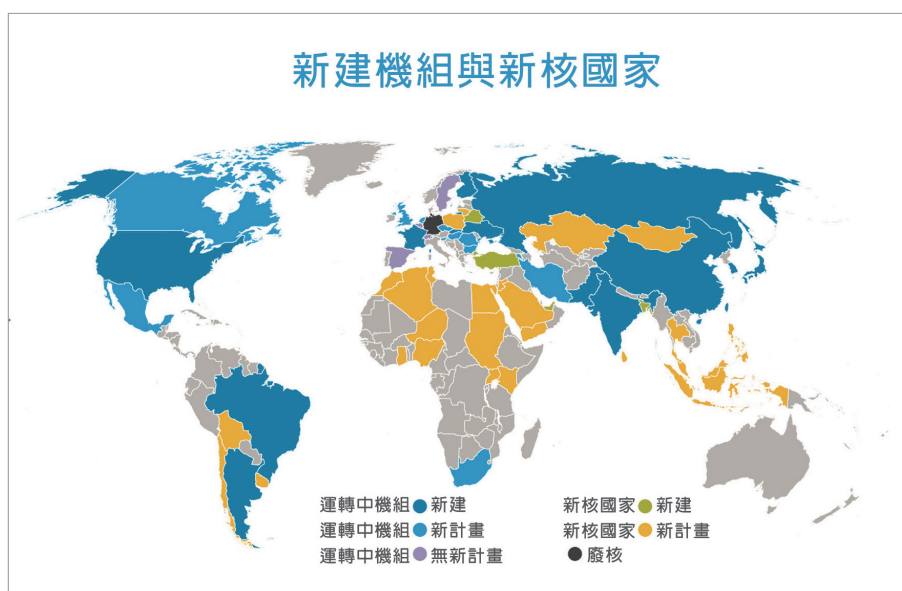 新建機組與新核國家
運轉中機組 新建
運轉中機組 新計畫
運轉中機組 無新計畫
新核國家 新建
新核國家 新計畫
廢核